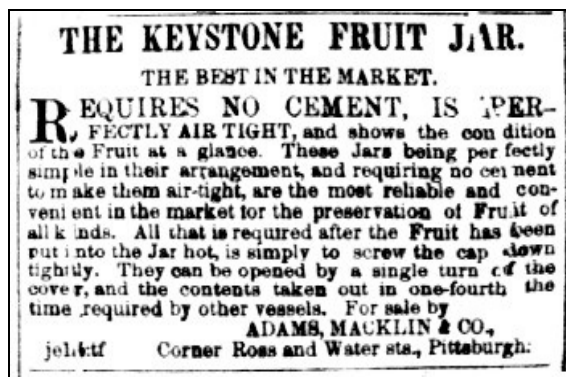 THE KEYSTONE FRUIT JAR.
THE BEST IN THE MARKET.
REQUIRES NO CEMENT, IS PER-
FECTLY AIR TIGHT, and shows the condition
of the Fruit at a glance. These Jars being perfectly
simple in their arrangement, and requiring no cement
to make them air-tight, are the most reliable and con-
venient in the market for the preservation of Fruit of
all kinds. All that is required after the Fruit has been
put into the Jar hot, is simply to screw the cap down
tightly. They can be opened by a single turn of the
cover, and the contents taken out in one-fourth the
time required by other vessels. For sale by
ADAMS, MACKLIN & CO.,
Corner Ross and Water sts., Pittsburgh.